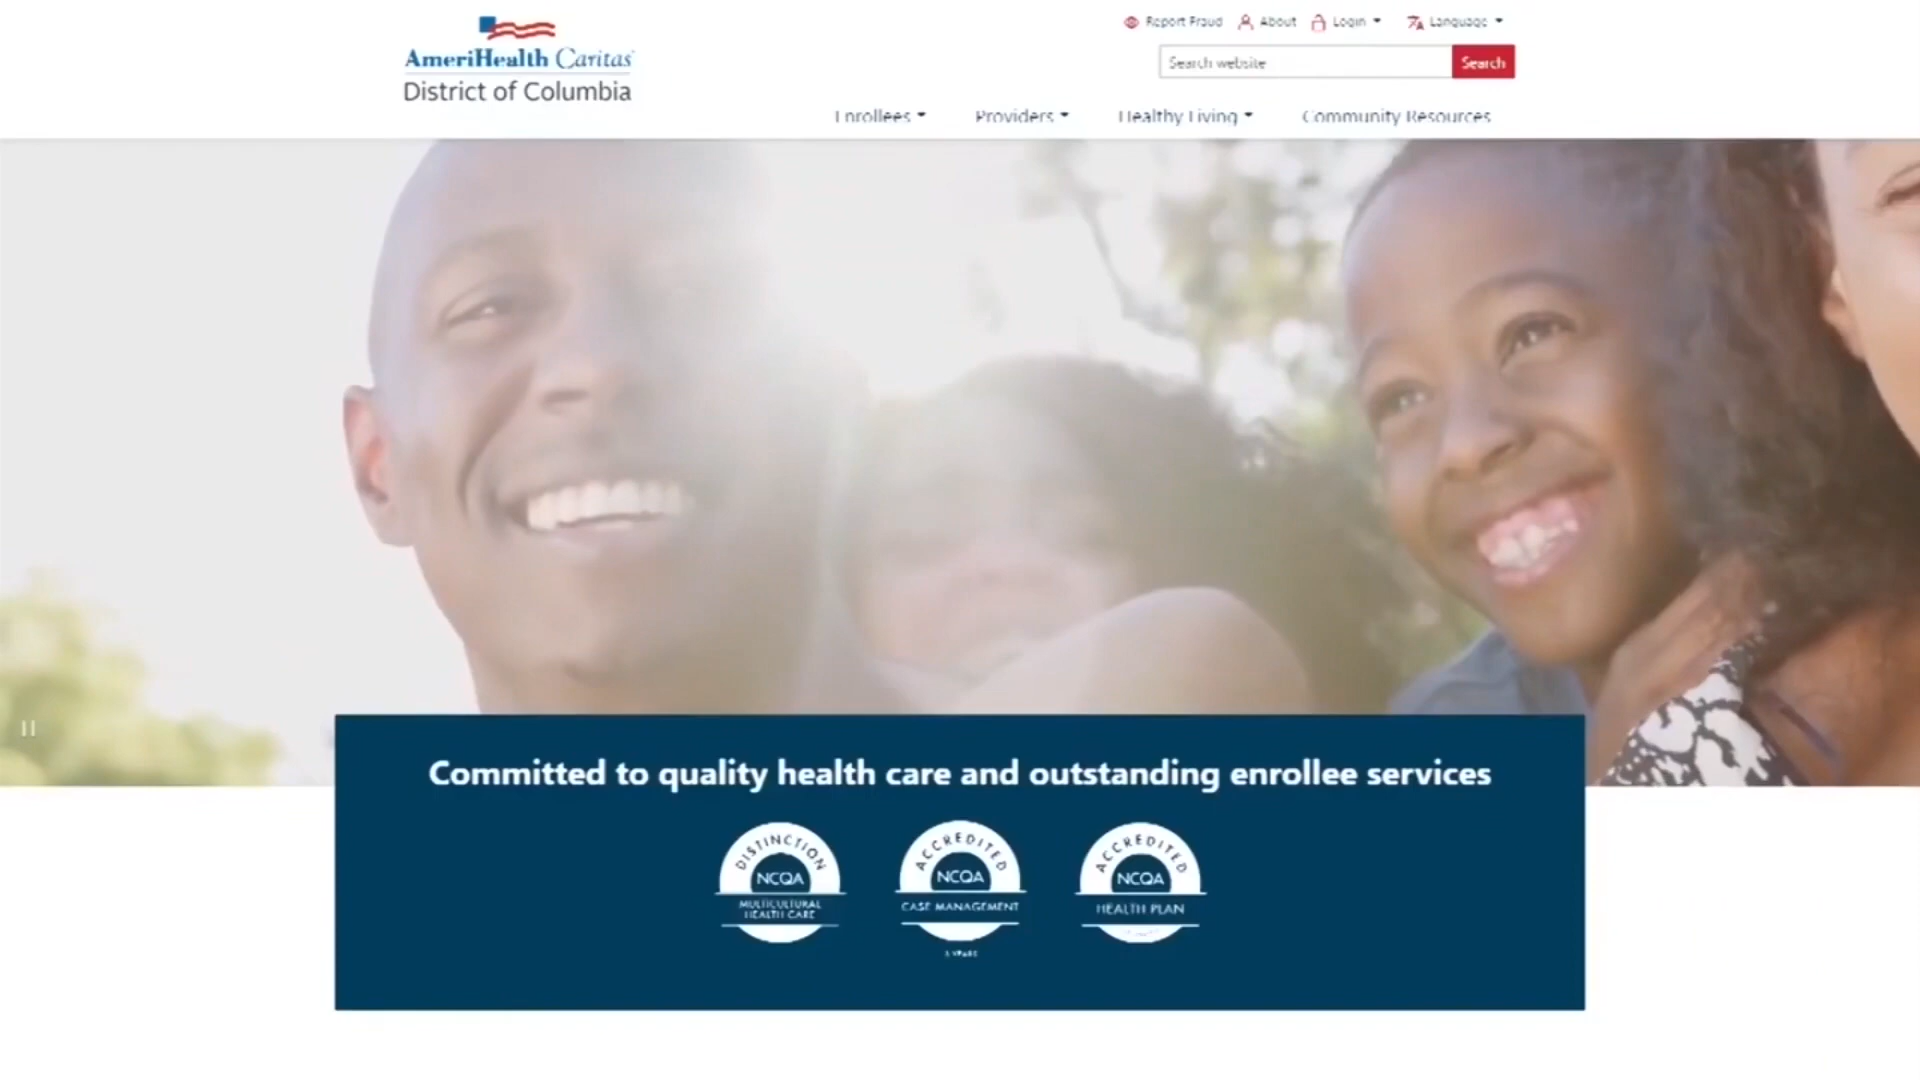 AmeriHealth Caritas
District of Columbia
Report Fraud
About
Login
Language
Search website
Search
Enrollees
Providers
Healthy Living
Community Resources
Committed to quality health care and outstanding enrollee services
DISTINCTION
NCQA
MULTICULTURAL
HEALTH CARE
ACCREDITED
NCQA
CASE MANAGEMENT
ACCREDITED
NCQA
HEALTH PLAN